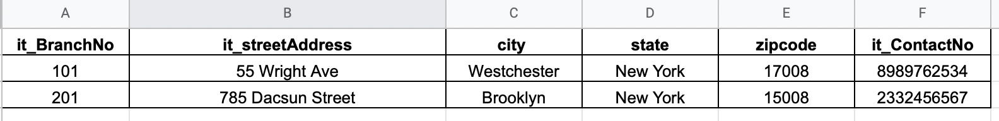 A B C D E F
it_BranchNo it_streetAddress city state zipcode it_ContactNo
101 55 Wright Ave Westchester New York 17008 8989762534
201 785 Dacsun Street Brooklyn New York 15008 2332456567